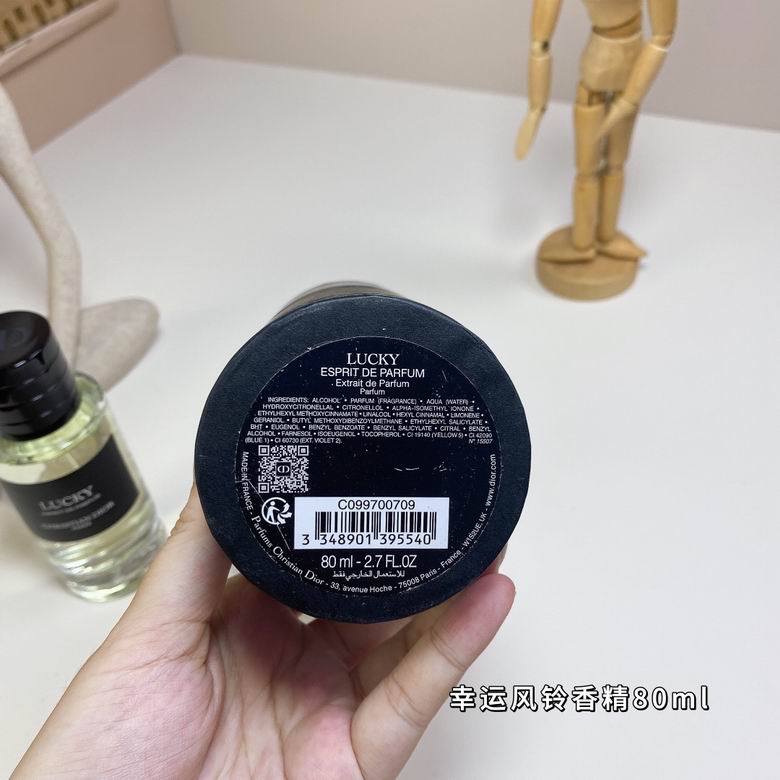 LUCKY
ESPRIT DE PARFUM
Extrait de Parfum
Parfum
INGREDIENTS: ALCOHOL • PARFUM (FRAGRANCE) • AQUA (WATER) •
HYDROXYCITRONELLAL • CITRONELLOL • ALPHA-ISOMETHYL IONONE •
ETHYLHEXYL METHOXYCINNAMATE • LINALOOL • HEXYL CINNAMAL • LIMONENE •
GERANIOL • BUTYL METHOXYDIBENZOYLMETHANE • ETHYLHEXYL SALICYLATE •
BHT • EUGENOL • BENZYL BENZOATE • BENZYL SALICYLATE • CITRAL • BENZYL
ALCOHOL • FARNESOL • ISOEUGENOL • TOCOPHEROL • CI 19140 (YELLOW 5) • CI 42090
(BLUE 1) • CI 60730 (EXT. VIOLET 2).
N° 15507
C099700709
3 348901 395540
80 ml - 2.7 FL.OZ
للاستعمال الخارجي فقط
MADE IN FRANCE - Parfums Christian Dior - 33, avenue Hoche - 75008 Paris - France - W1S2UE, UK - www.dior.com
LUCKY
CHRISTIAN DIOR
幸运风铃香精80ml